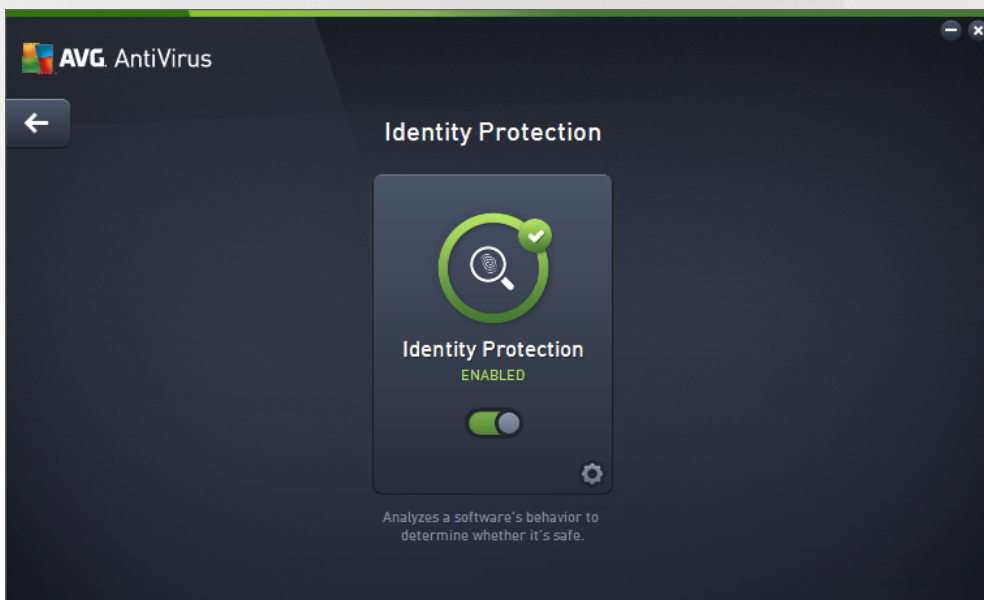 AVG. AntiVirus
Identity Protection
Identity Protection
ENABLED
Analyzes a software's behavior to
determine whether it's safe.